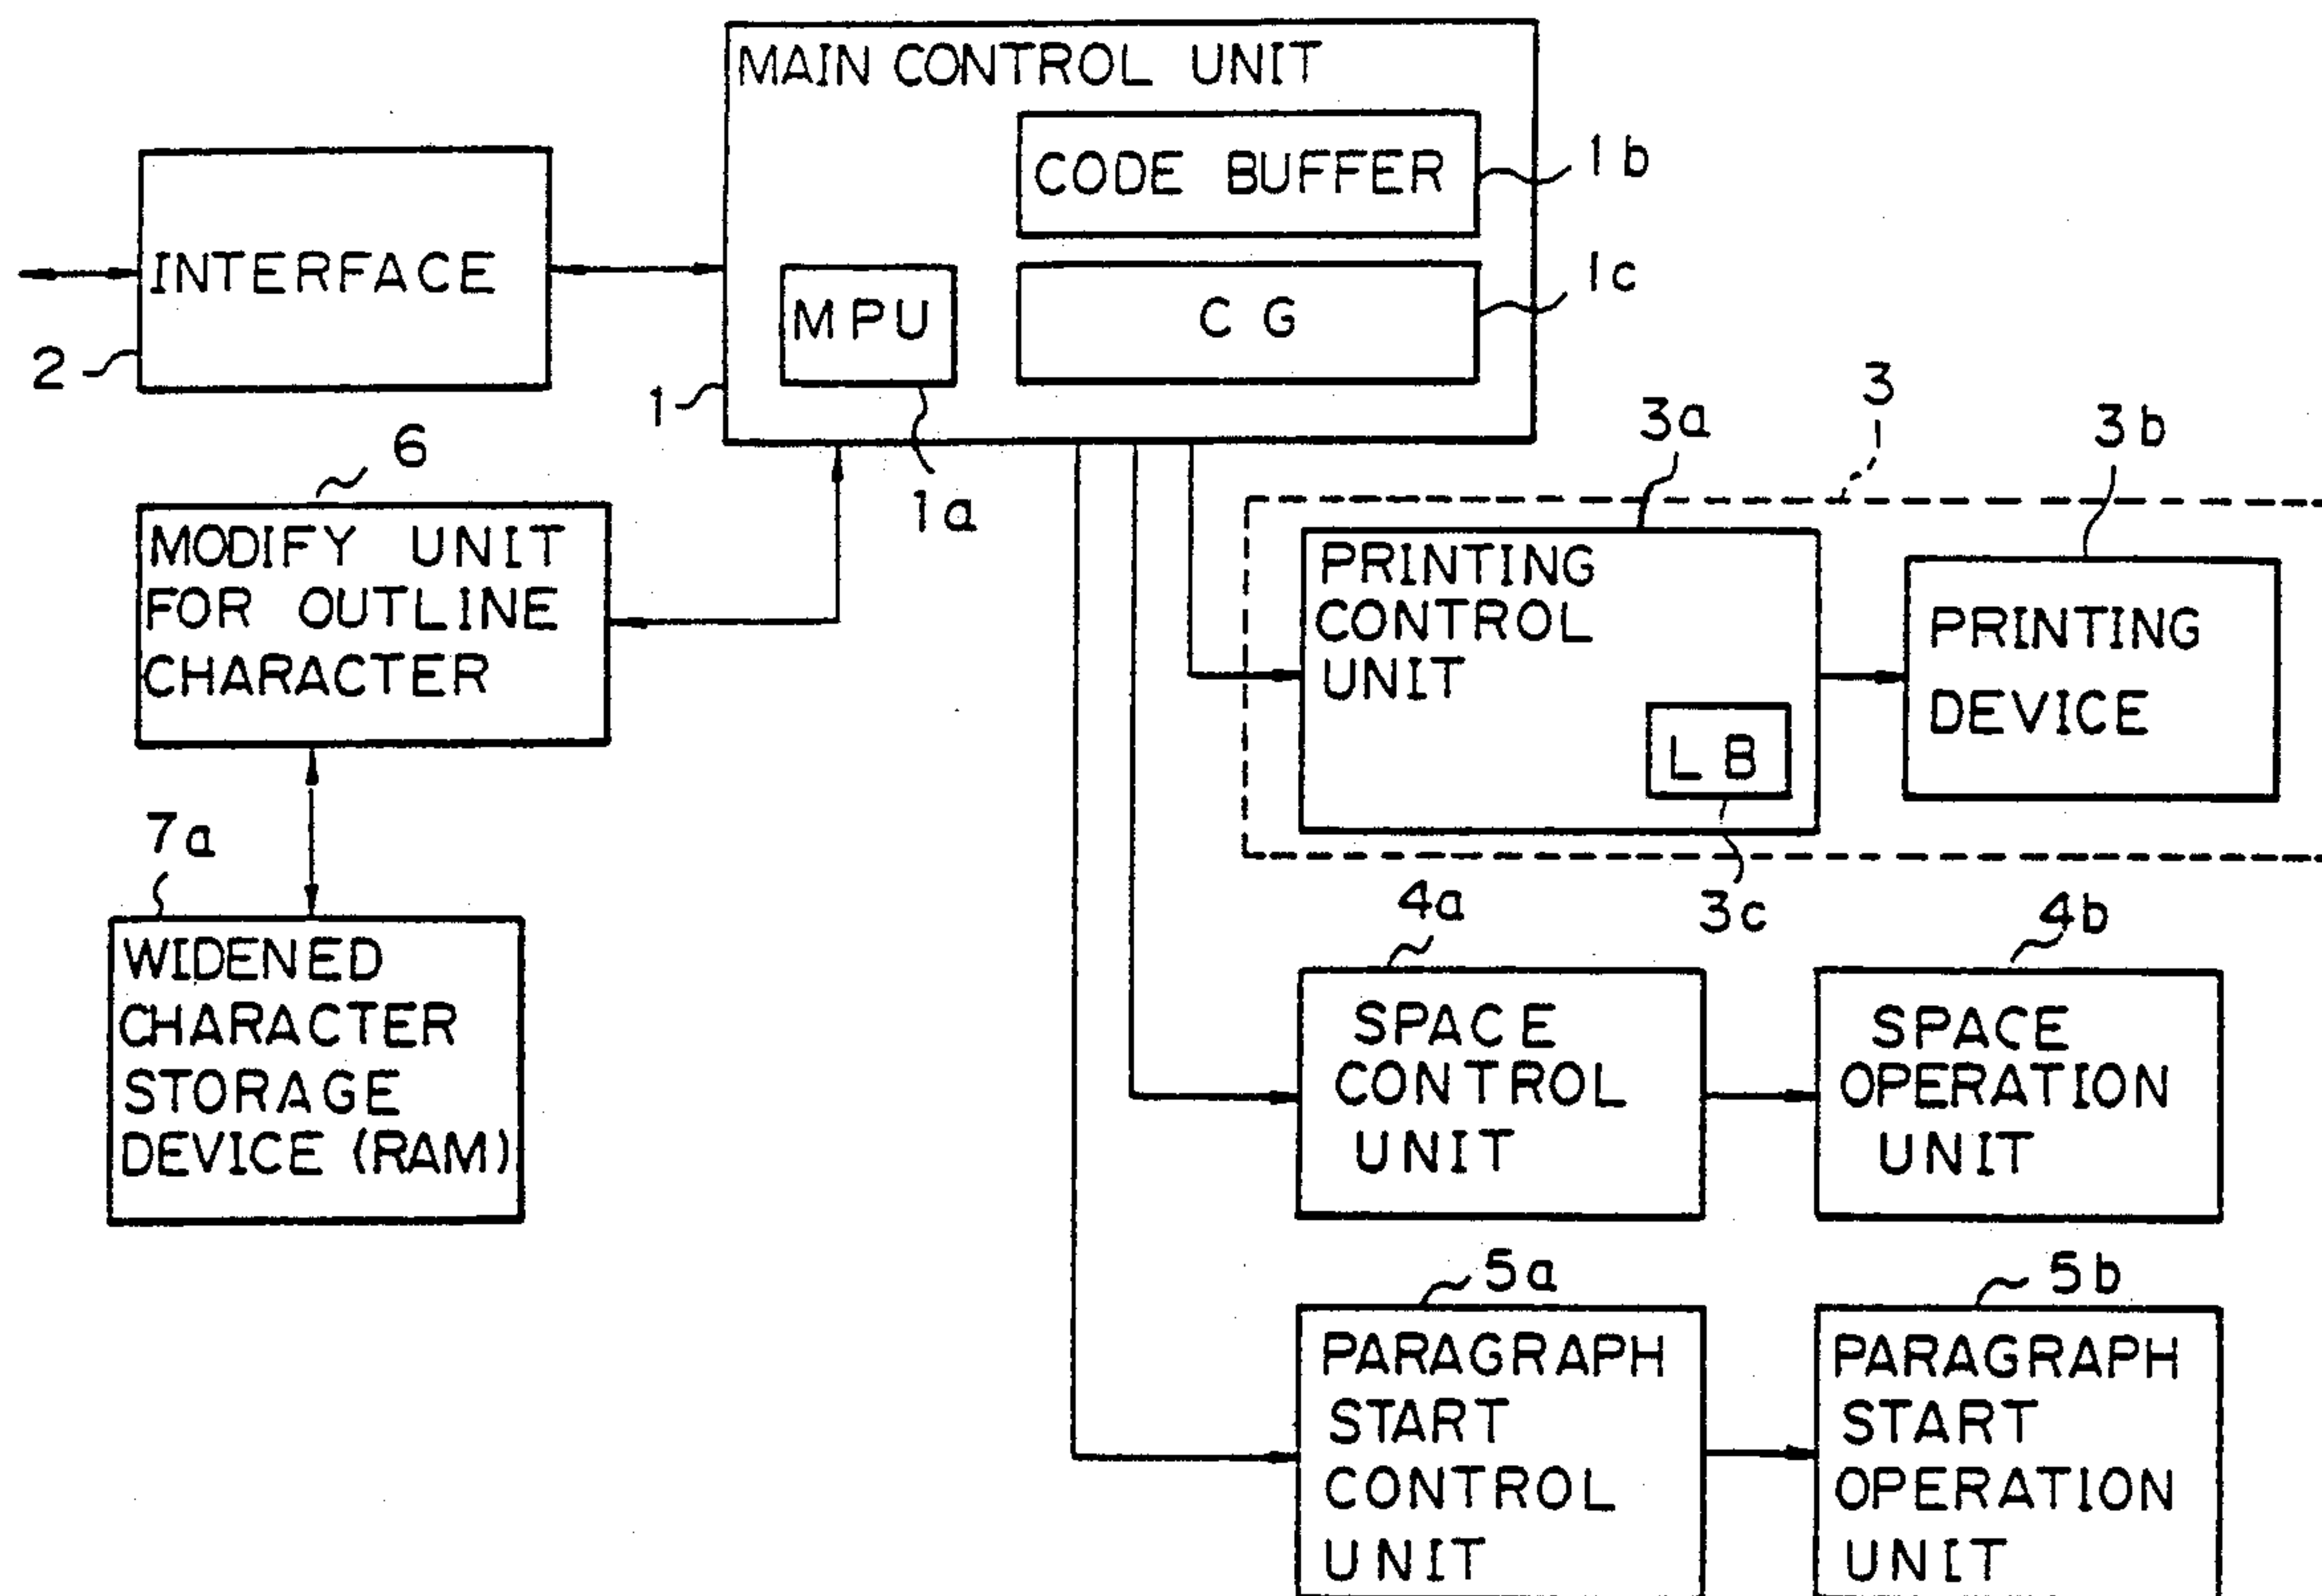 MAIN CONTROL UNIT
CODE BUFFER
1b
INTERFACE
2
MPU
CG
1c
1
1a
3
3a
3b
6
MODIFY UNIT
FOR OUTLINE
CHARACTER
PRINTING
CONTROL
UNIT
LB
3c
PRINTING
DEVICE
7a
WIDENED
CHARACTER
STORAGE
DEVICE (RAM)
4a
SPACE
CONTROL
UNIT
4b
SPACE
OPERATION
UNIT
5a
PARAGRAPH
START
CONTROL
UNIT
5b
PARAGRAPH
START
OPERATION
UNIT